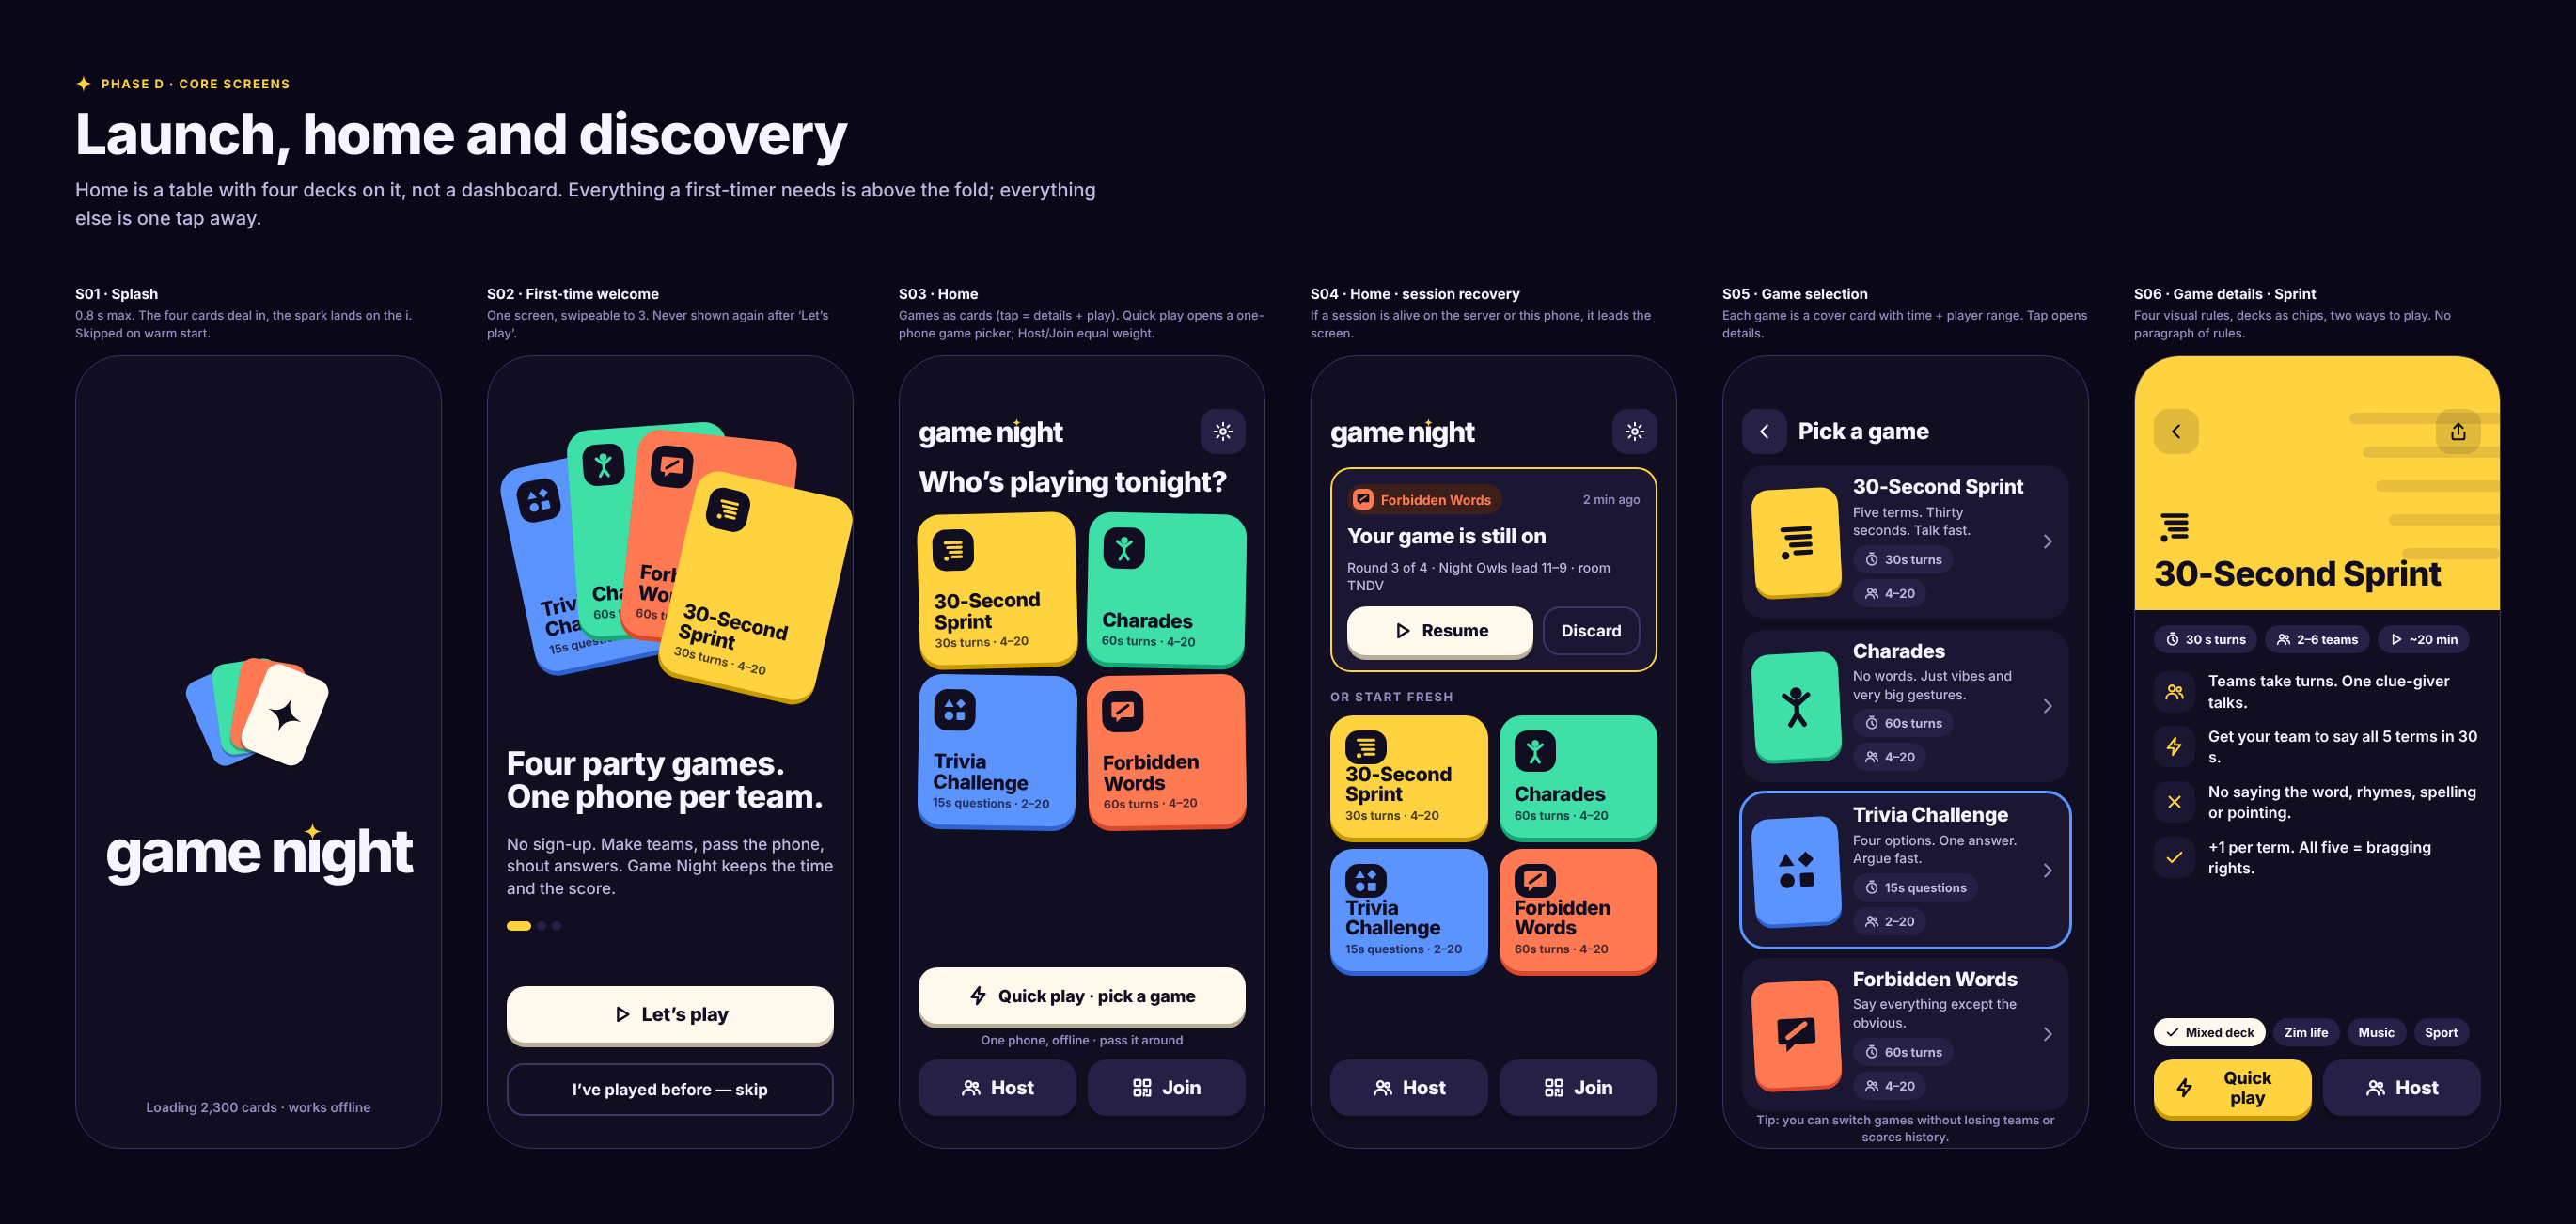 PHASE D · CORE SCREENS
Launch, home and discovery
Home is a table with four decks on it, not a dashboard. Everything a first-timer needs is above the fold; everything
else is one tap away.
S01 · Splash
0.8 s max. The four cards deal in, the spark lands on the i.
Skipped on warm start.
game night
Loading 2,300 cards · works offline
S02 · First-time welcome
One screen, swipeable to 3. Never shown again after ‘Let’s
play’.
Triv
Cha
15s questio
Cha
60s t
Forb
Wor
60s tu
30-Second
Sprint
30s turns · 4–20
Four party games.
One phone per team.
No sign-up. Make teams, pass the phone,
shout answers. Game Night keeps the time
and the score.
Let’s play
I’ve played before — skip
S03 · Home
Games as cards (tap = details + play). Quick play opens a one-
phone game picker; Host/Join equal weight.
game night
Who’s playing tonight?
30-Second
Sprint
30s turns · 4–20
Charades
60s turns · 4–20
Trivia
Challenge
15s questions · 2–20
Forbidden
Words
60s turns · 4–20
Quick play · pick a game
One phone, offline · pass it around
Host
Join
S04 · Home · session recovery
If a session is alive on the server or this phone, it leads the
screen.
game night
Forbidden Words
2 min ago
Your game is still on
Round 3 of 4 · Night Owls lead 11–9 · room
TNDV
Resume
Discard
OR START FRESH
30-Second
Sprint
30s turns · 4–20
Charades
60s turns · 4–20
Trivia
Challenge
15s questions · 2–20
Forbidden
Words
60s turns · 4–20
Host
Join
S05 · Game selection
Each game is a cover card with time + player range. Tap opens
details.
Pick a game
30-Second Sprint
Five terms. Thirty
seconds. Talk fast.
30s turns
4–20
Charades
No words. Just vibes and
very big gestures.
60s turns
4–20
Trivia Challenge
Four options. One answer.
Argue fast.
15s questions
2–20
Forbidden Words
Say everything except the
obvious.
60s turns
4–20
Tip: you can switch games without losing teams or
scores history.
S06 · Game details · Sprint
Four visual rules, decks as chips, two ways to play. No
paragraph of rules.
30-Second Sprint
30 s turns
2–6 teams
~20 min
Teams take turns. One clue-giver
talks.
Get your team to say all 5 terms in 30
s.
No saying the word, rhymes, spelling
or pointing.
+1 per term. All five = bragging
rights.
Mixed deck
Zim life
Music
Sport
Quick
play
Host